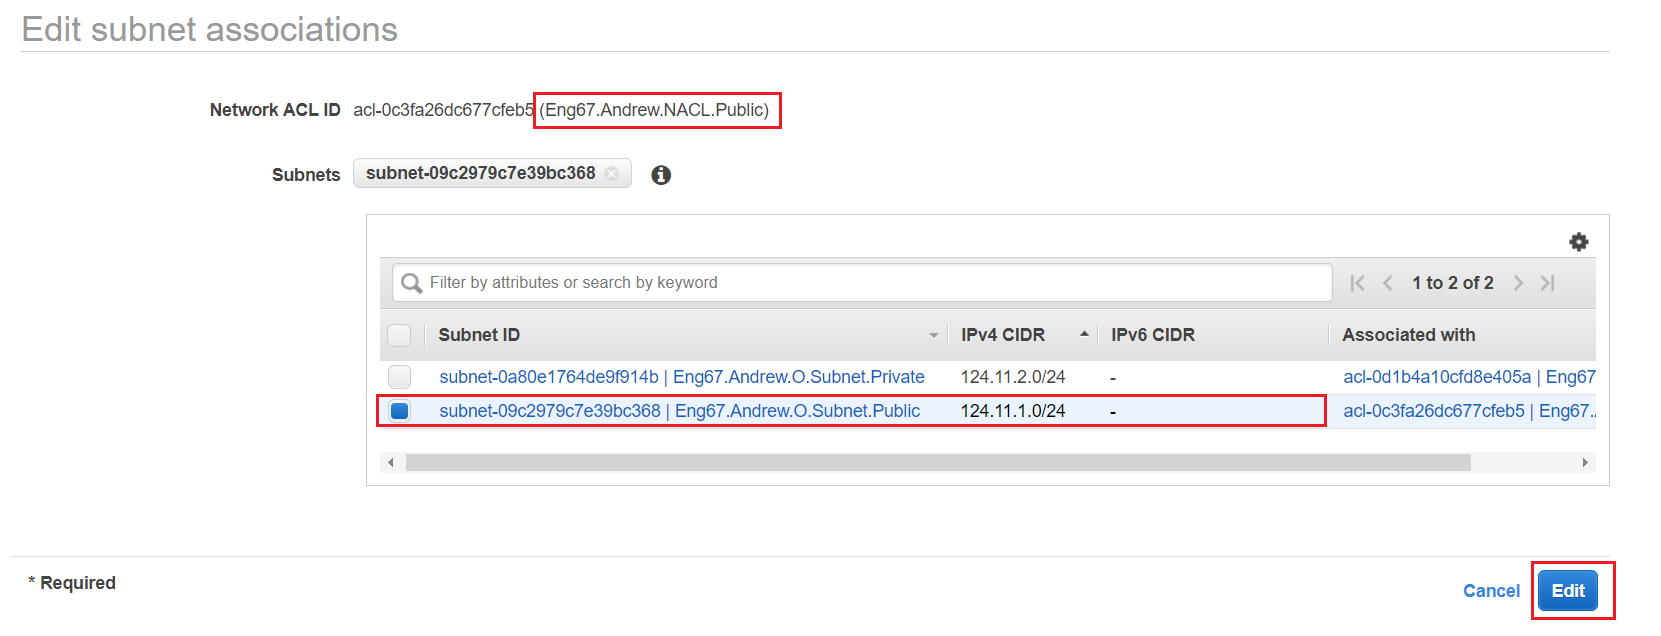 Edit subnet associations
Network ACL ID acl-0c3fa26dc677cfeb5 (Eng67.Andrew.NACL.Public)
Subnets subnet-09c2979c7e39bc368
Filter by attributes or search by keyword 1 to 2 of 2
Subnet ID IPv4 CIDR IPv6 CIDR Associated with
subnet-0a80e1764de9f914b | Eng67.Andrew.O.Subnet.Private 124.11.2.0/24 - acl-0d1b4a10cfd8e405a | Eng67
subnet-09c2979c7e39bc368 | Eng67.Andrew.O.Subnet.Public 124.11.1.0/24 - acl-0c3fa26dc677cfeb5 | Eng67.
* Required
Cancel Edit